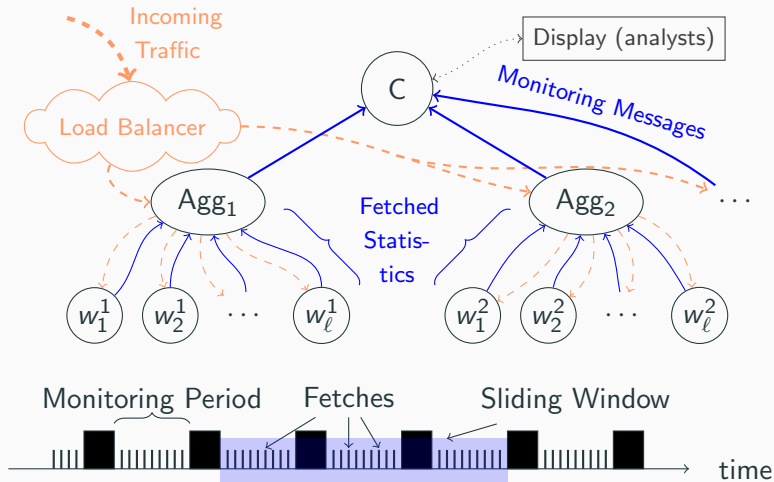 Incoming
Traffic
Display (analysts)
C
Monitoring Messages
Load Balancer
Agg₁
Fetched
Statis-
tics
Agg₂
...
w₁¹
w₂¹
...
wℓ¹
w₁²
w₂²
...
wℓ²
Monitoring Period
Fetches
Sliding Window
time